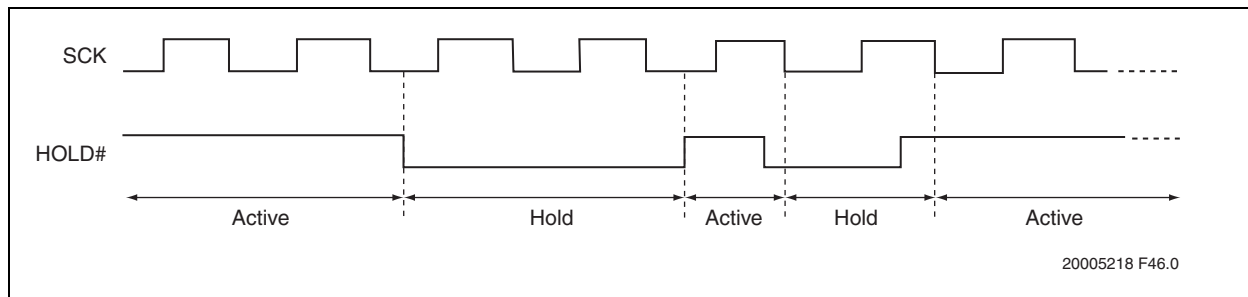 SCK
HOLD#
Active
Hold
Active
Hold
Active
20005218 F46.0